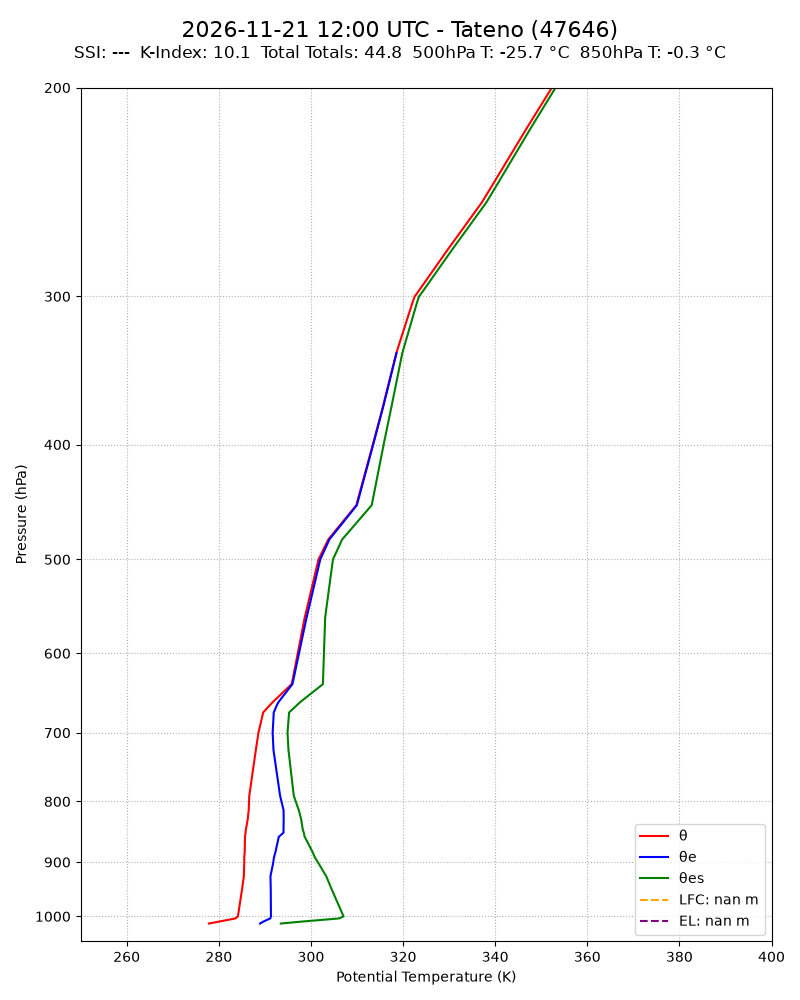 2026-11-21 12:00 UTC - Tateno (47646)
SSI: ---  K-Index: 10.1  Total Totals: 44.8  500hPa T: -25.7 °C  850hPa T: -0.3 °C
200
300
400
500
600
700
800
900
1000
Pressure (hPa)
θ
θe
θes
LFC: nan m
EL: nan m
260 280 300 320 340 360 380 400
Potential Temperature (K)